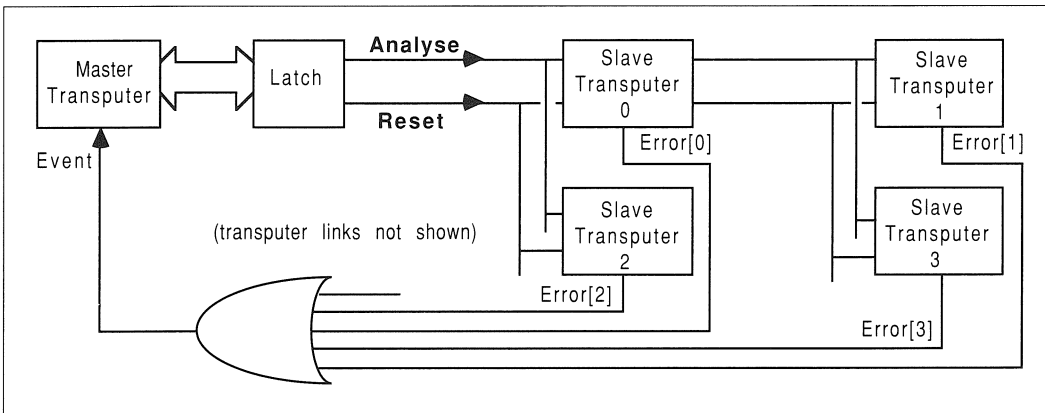 Master
Transputer
Latch
Analyse
Reset
Slave
Transputer
0
Slave
Transputer
1
Event
Error[0]
Error[1]
(transputer links not shown)
Slave
Transputer
2
Slave
Transputer
3
Error[2]
Error[3]